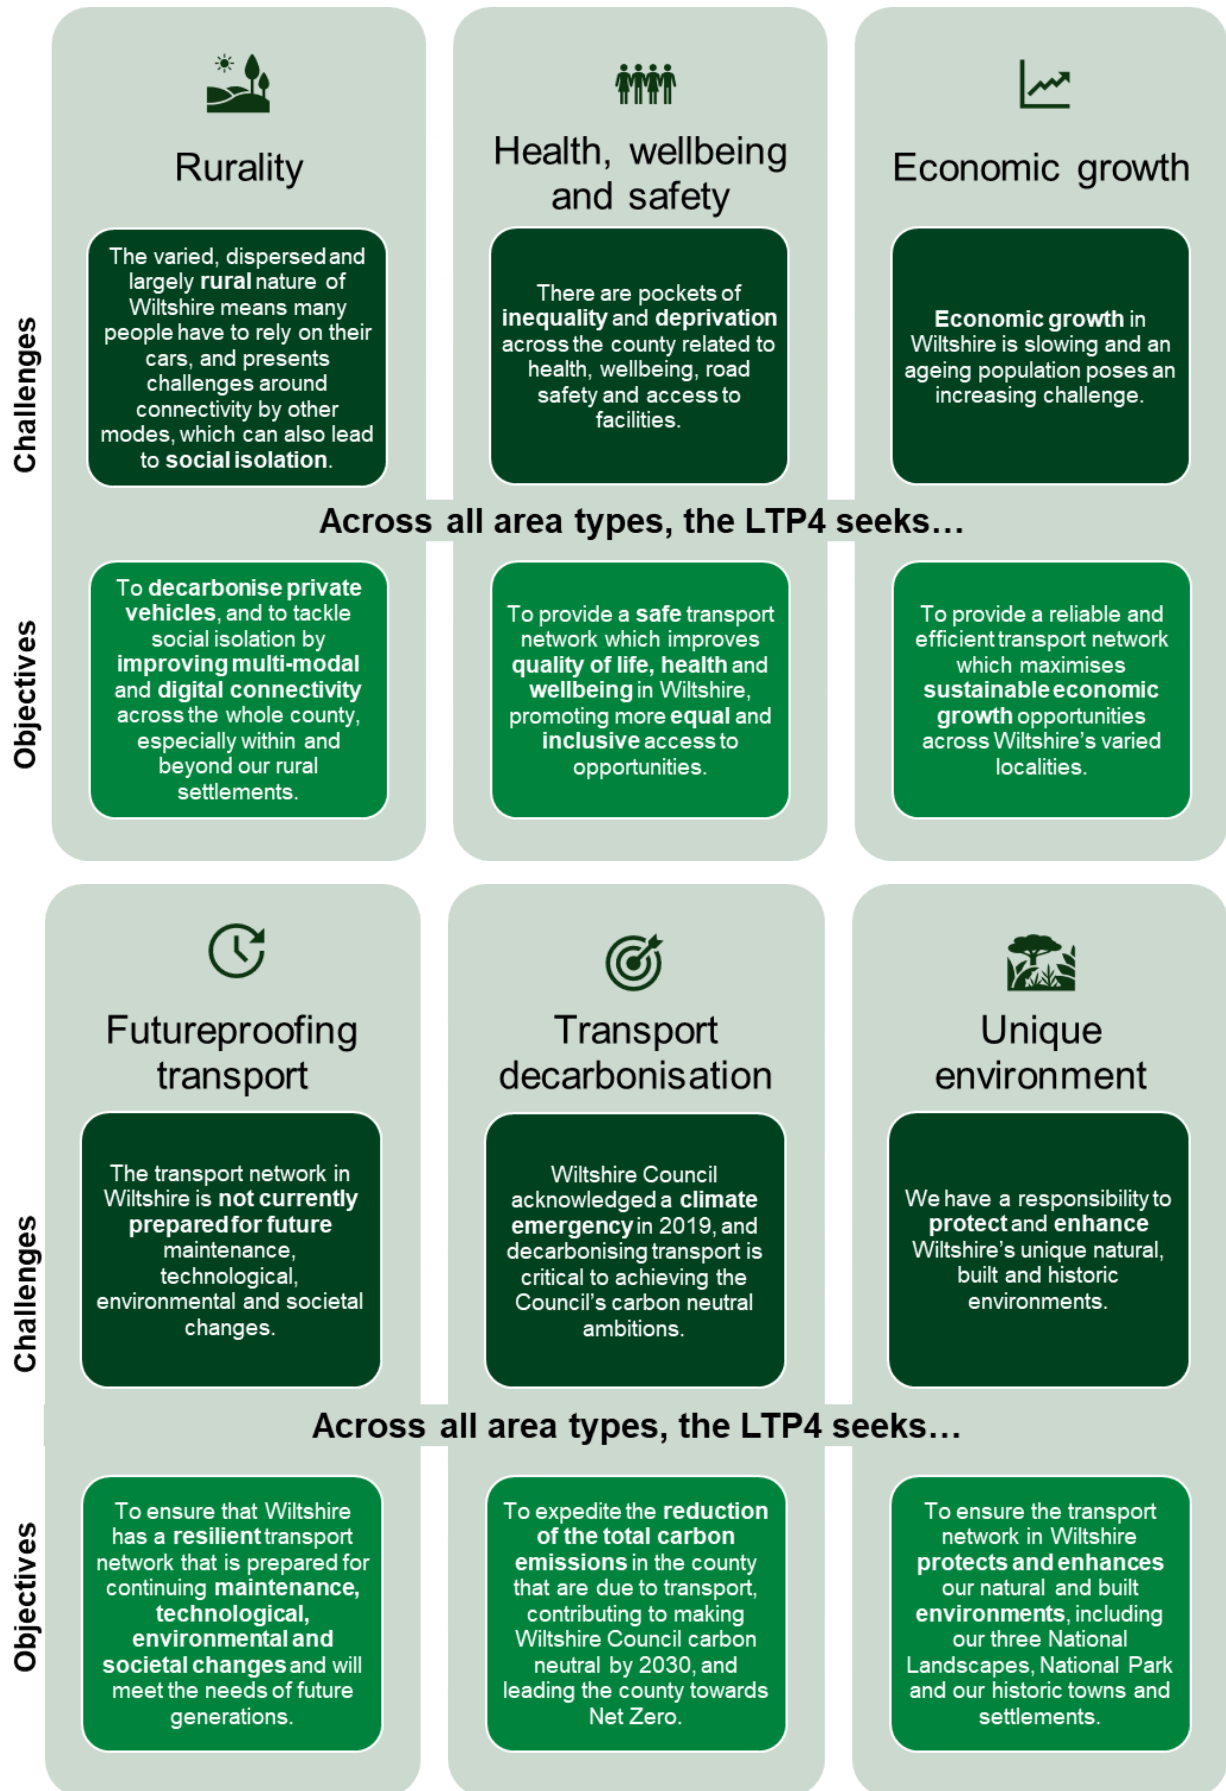 Rurality
Health, wellbeing
and safety
Economic growth
Challenges
The varied, dispersed and
largely rural nature of
Wiltshire means many
people have to rely on their
cars, and presents
challenges around
connectivity by other
modes, which can also lead
to social isolation.
There are pockets of
inequality and deprivation
across the county related to
health, wellbeing, road
safety and access to
facilities.
Economic growth in
Wiltshire is slowing and an
ageing population poses an
increasing challenge.
Across all area types, the LTP4 seeks…
Objectives
To decarbonise private
vehicles, and to tackle
social isolation by
improving multi-modal
and digital connectivity
across the whole county,
especially within and
beyond our rural
settlements.
To provide a safe transport
network which improves
quality of life, health and
wellbeing in Wiltshire,
promoting more equal and
inclusive access to
opportunities.
To provide a reliable and
efficient transport network
which maximises
sustainable economic
growth opportunities
across Wiltshire's varied
localities.
Futureproofing
transport
Transport
decarbonisation
Unique
environment
Challenges
The transport network in
Wiltshire is not currently
prepared for future
maintenance,
technological,
environmental and societal
changes.
Wiltshire Council
acknowledged a climate
emergency in 2019, and
decarbonising transport is
critical to achieving the
Council's carbon neutral
ambitions.
We have a responsibility to
protect and enhance
Wiltshire's unique natural,
built and historic
environments.
Across all area types, the LTP4 seeks…
Objectives
To ensure that Wiltshire
has a resilient transport
network that is prepared for
continuing maintenance,
technological,
environmental and
societal changes and will
meet the needs of future
generations.
To expedite the reduction
of the total carbon
emissions in the county
that are due to transport,
contributing to making
Wiltshire Council carbon
neutral by 2030, and
leading the county towards
Net Zero.
To ensure the transport
network in Wiltshire
protects and enhances
our natural and built
environments, including
our three National
Landscapes, National Park
and our historic towns and
settlements.